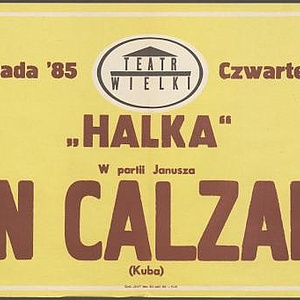 ada '85
TEATR
WIELKI
Czwarte
„HALKA“
W partii Janusza
N CALZA
(Kuba)